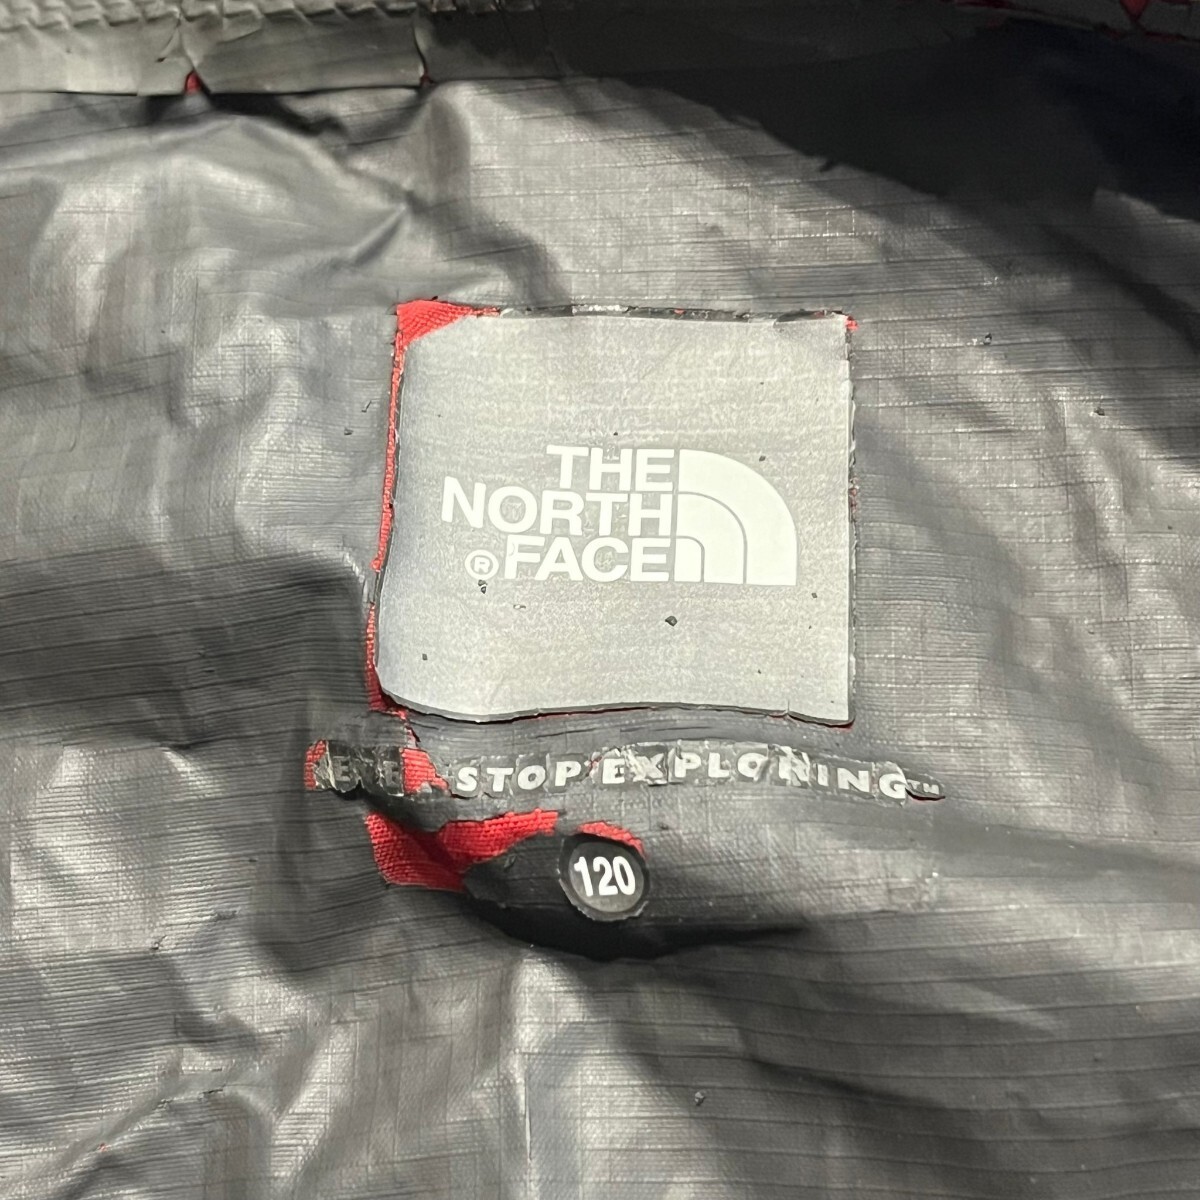 THE
NORTH
® FACE
STOP EXPLORING™
120